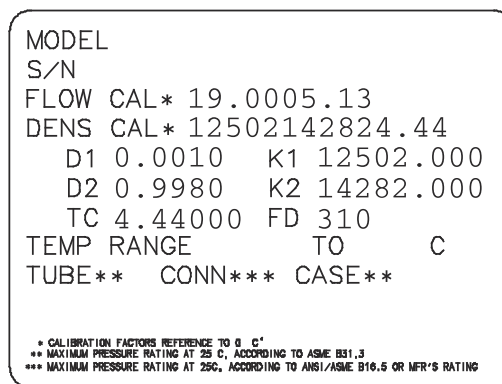 MODEL
S/N
FLOW CAL* 19.0005.13
DENS CAL* 12502142824.44
D1 0.0010 K1 12502.000
D2 0.9980 K2 14282.000
TC 4.44000 FD 310
TEMP RANGE TO C
TUBE** CONN*** CASE**
* CALIBRATION FACTORS REFERENCE TO 0 C°
** MAXIMUM PRESSURE RATING AT 25 C, ACCORDING TO ASME B31.3
*** MAXIMUM PRESSURE RATING AT 25C, ACCORDING TO ANSI/ASME B16.5 OR MFR'S RATING